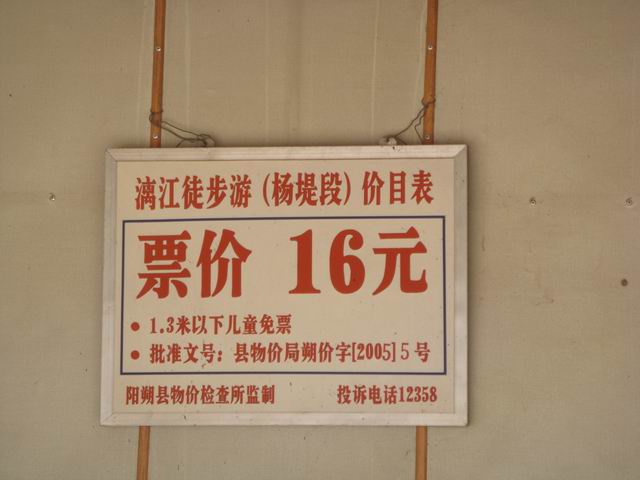 漓江徒步游（杨堤段）价目表
票价 16元
● 1.3米以下儿童免票
● 批准文号：县物价局朔价字[2005] 5 号
阳朔县物价检查所监制 投诉电话12358